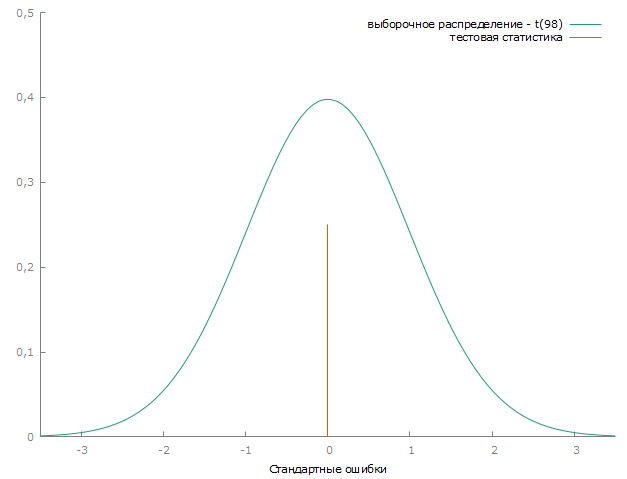 0,5
выборочное распределение - t(98)
тестовая статистика
0,4
0,3
0,2
0,1
0
-3 -2 -1 0 1 2 3
Стандартные ошибки